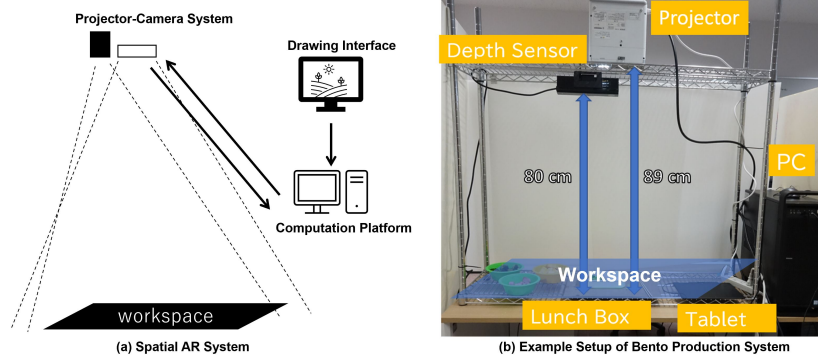 Projector-Camera System
Drawing Interface
Computation Platform
workspace
(a) Spatial AR System
Projector
Depth Sensor
PC
80 cm
89 cm
Workspace
Lunch Box
Tablet
(b) Example Setup of Bento Production System